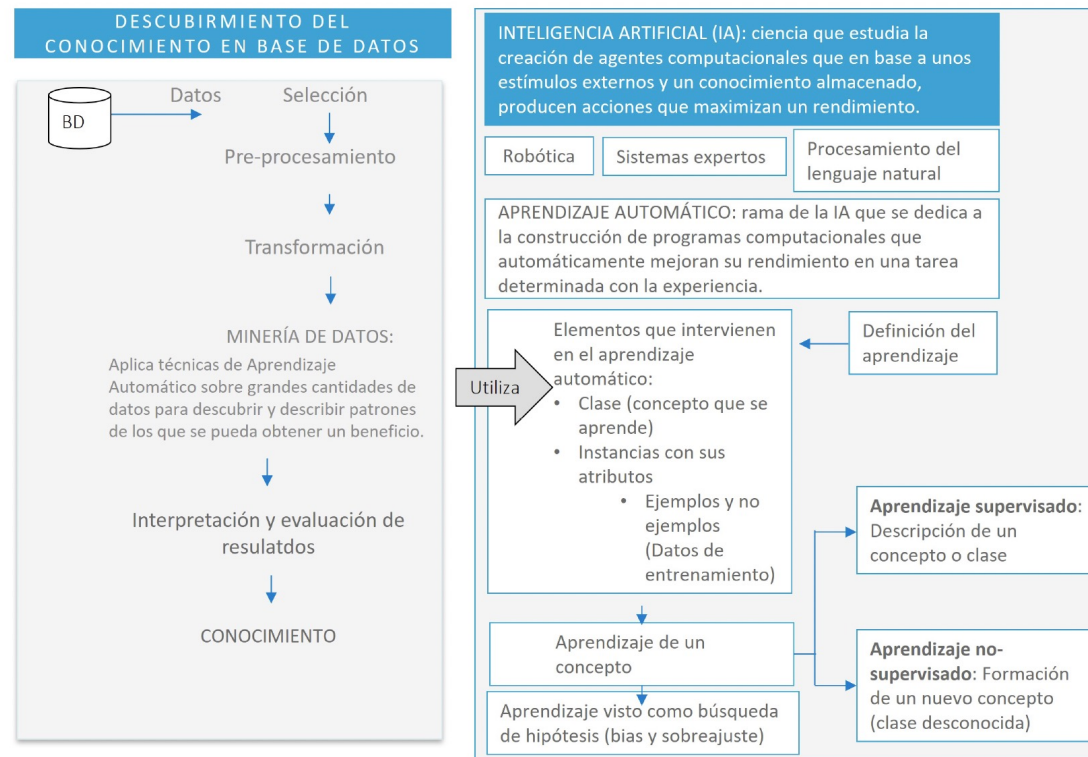 DESCUBIRMIENTO DEL
CONOCIMIENTO EN BASE DE DATOS
BD
Datos
Selección
Pre-procesamiento
Transformación
MINERÍA DE DATOS:
Aplica técnicas de Aprendizaje
Automático sobre grandes cantidades de
datos para descubrir y describir patrones
de los que se pueda obtener un beneficio.
Interpretación y evaluación de
resulatdos
CONOCIMIENTO
Utiliza
INTELIGENCIA ARTIFICIAL (IA): ciencia que estudia la
creación de agentes computacionales que en base a unos
estímulos externos y un conocimiento almacenado,
producen acciones que maximizan un rendimiento.
Robótica
Sistemas expertos
Procesamiento del
lenguaje natural
APRENDIZAJE AUTOMÁTICO: rama de la IA que se dedica a
la construcción de programas computacionales que
automáticamente mejoran su rendimiento en una tarea
determinada con la experiencia.
Elementos que intervienen
en el aprendizaje
automático:
• Clase (concepto que se
aprende)
• Instancias con sus
atributos
• Ejemplos y no
ejemplos
(Datos de
entrenamiento)
Definición del
aprendizaje
Aprendizaje de un
concepto
Aprendizaje visto como búsqueda
de hipótesis (bias y sobreajuste)
Aprendizaje supervisado:
Descripción de un
concepto o clase
Aprendizaje no-
supervisado: Formación
de un nuevo concepto
(clase desconocida)